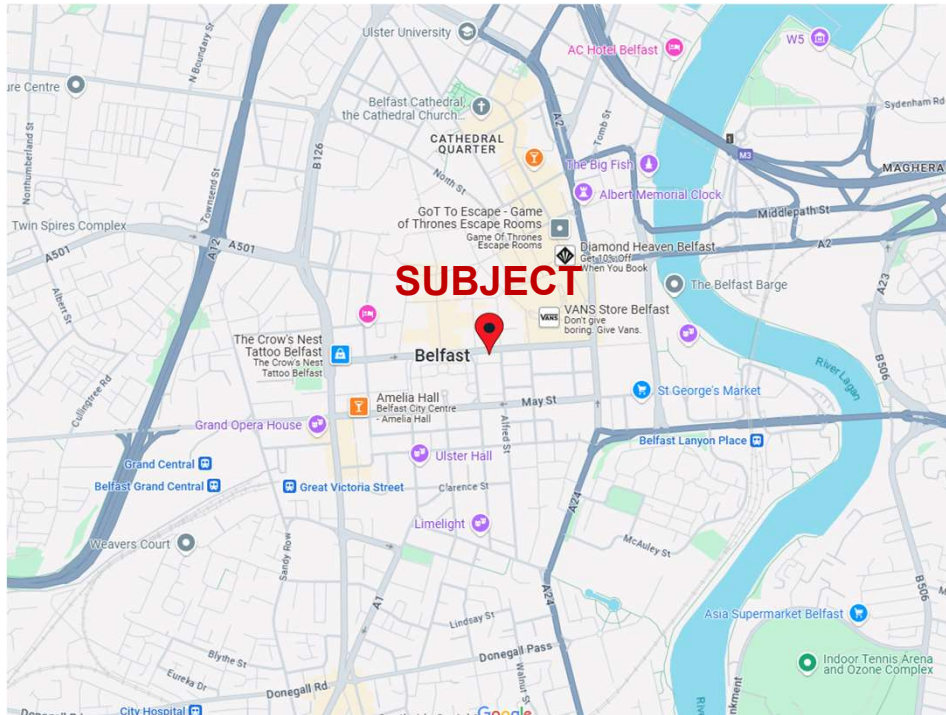 Ulster University
AC Hotel Belfast
W5
N Boundary St
ure Centre
Belfast Cathedral,
the Cathedral Church...
A2
Tomb St
Sydenham Rd
1
M3
B126
CATHEDRAL
QUARTER
Northumberland St
Townsend St
North St
The Big Fish
MAGHERA
Albert Memorial Clock
Middlepath St
Twin Spires Complex
GoT To Escape - Game
of Thrones Escape Rooms
Game Of Thrones
Escape Rooms
A501
A12
A501
Diamond Heaven Belfast
Get 10% Off
When You Book
A2
A23
SUBJECT
The Belfast Barge
Albert St
VANS
VANS Store Belfast
Don't give
boring. Give Vans.
The Crow's Nest
Tattoo Belfast
The Crow's Nest
Tattoo Belfast
Belfast
River Lagan
B506
Cullingtree Rd
St George's Market
Amelia Hall
Belfast City Centre
- Amelia Hall
May St
Alfred St
Grand Opera House
Belfast Lanyon Place
Ulster Hall
Grand Central
Belfast Grand Central
Great Victoria Street
Clarence St
A24
Limelight
Weavers Court
McAuley St
Sandy Row
B506
A1
A24
Asia Supermarket Belfast
Lindsay St
Donegall Pass
Indoor Tennis Arena
and Ozone Complex
Blythe St
Eureka Dr
Donegall Rd
Walnut St
City Hospital
Google